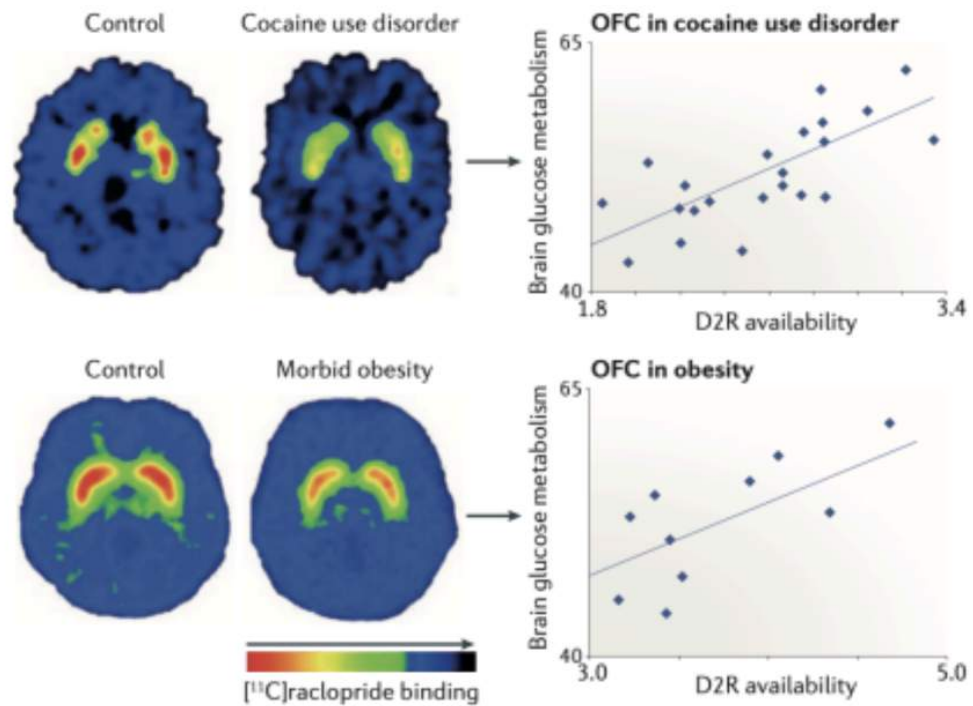 Control
Cocaine use disorder
OFC in cocaine use disorder
65
Brain glucose metabolism
40
1.8
3.4
D2R availability
Control
Morbid obesity
OFC in obesity
65
Brain glucose metabolism
40
3.0
5.0
D2R availability
[¹¹C]raclopride binding